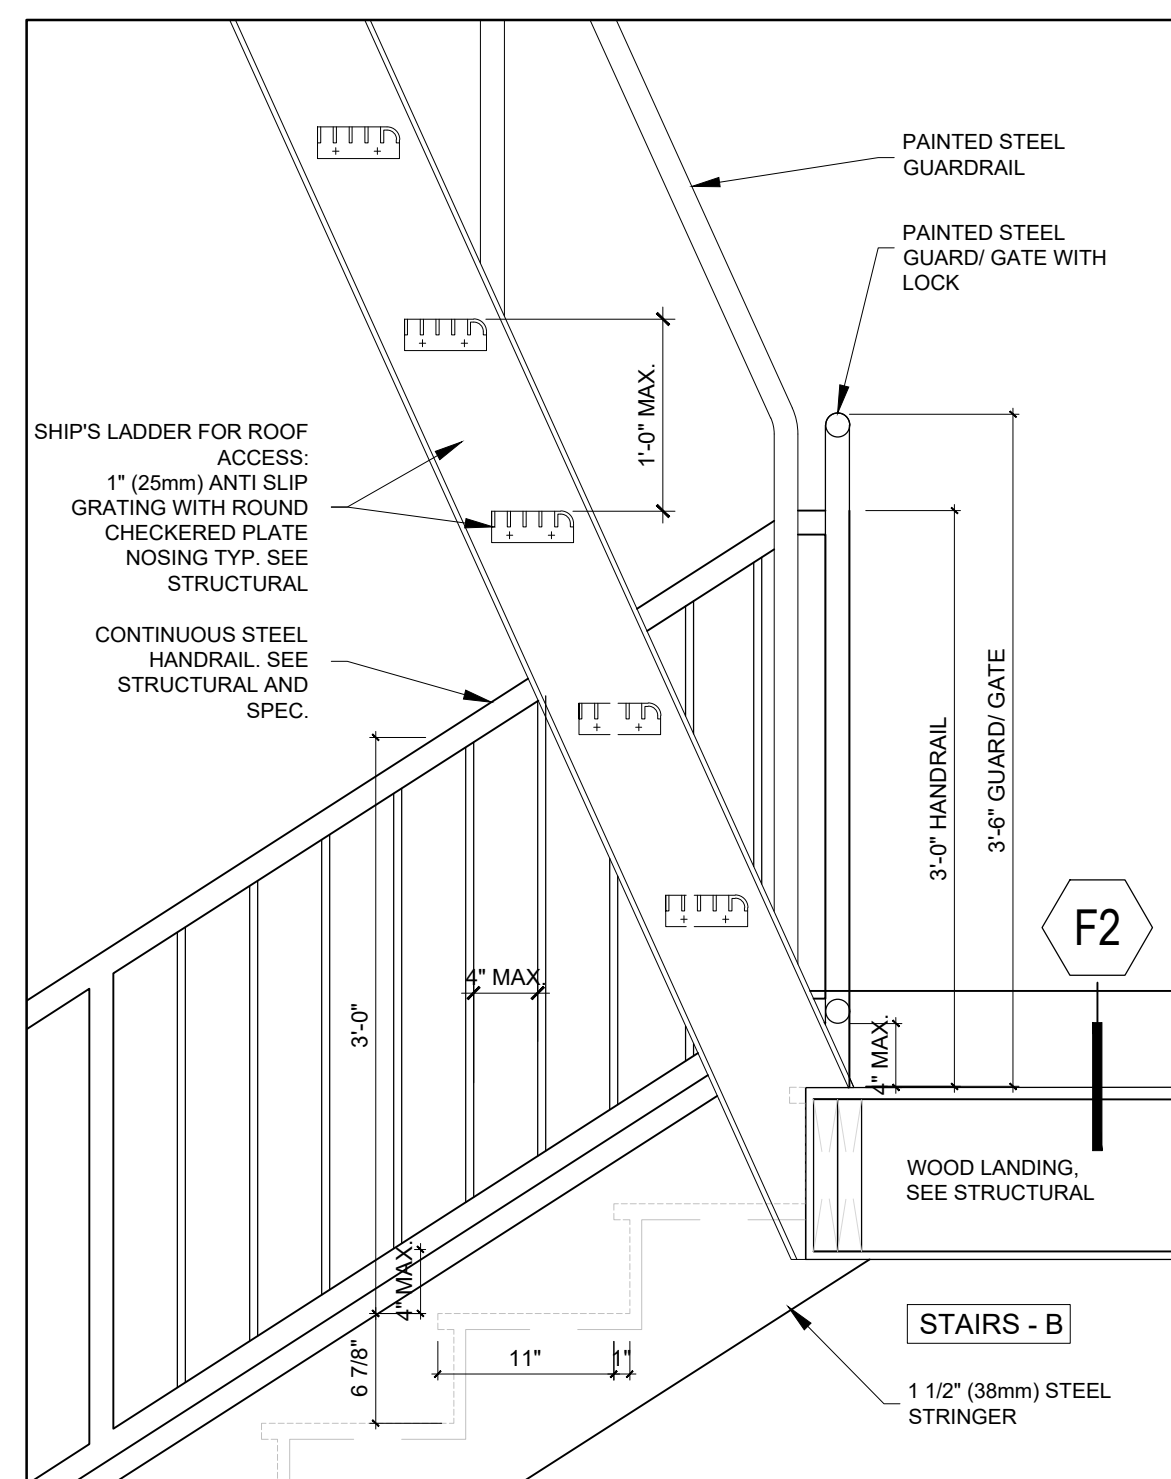 PAINTED STEEL
GUARDRAIL
PAINTED STEEL
GUARD/ GATE WITH
LOCK
1'-0" MAX.
SHIP'S LADDER FOR ROOF
ACCESS:
1" (25mm) ANTI SLIP
GRATING WITH ROUND
CHECKERED PLATE
NOSING TYP. SEE
STRUCTURAL
CONTINUOUS STEEL
HANDRAIL. SEE
STRUCTURAL AND
SPEC.
3'-0" HANDRAIL
3'-6" GUARD/ GATE
F2
4" MAX.
3'-0"
4" MAX.
WOOD LANDING,
SEE STRUCTURAL
4" MAX.
STAIRS - B
6 7/8"
11"
1"
1 1/2" (38mm) STEEL
STRINGER